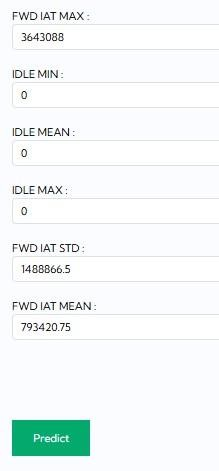 FWD IAT MAX :
3643088
IDLE MIN :
0
IDLE MEAN :
0
IDLE MAX :
0
FWD IAT STD :
1488866.5
FWD IAT MEAN :
793420.75
Predict